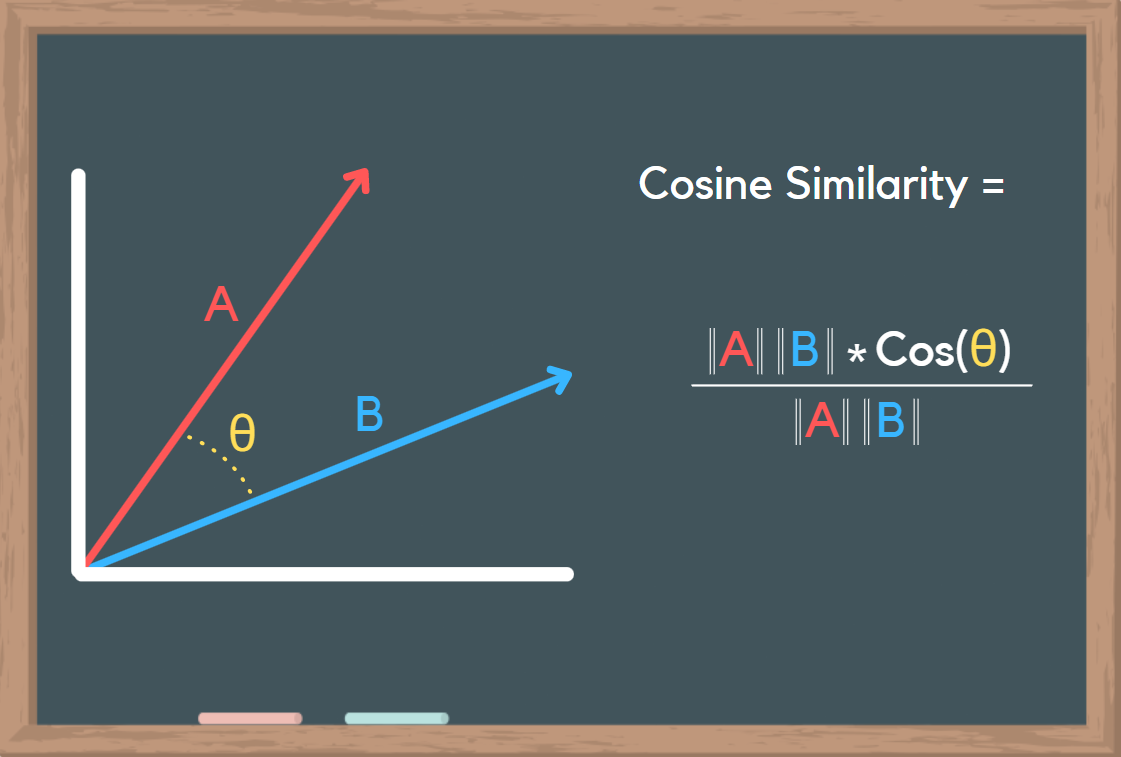 A
B
θ
Cosine Similarity =
‖A‖ ‖B‖ * Cos(θ)
‖A‖ ‖B‖